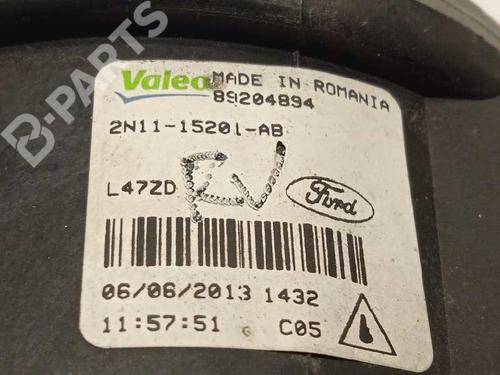 B-PARTS
Valeo MADE IN ROMANIA
89204894
2N11-15201-AB
L47ZD
Ford
06/06/2013 1432
11:57:51 C05